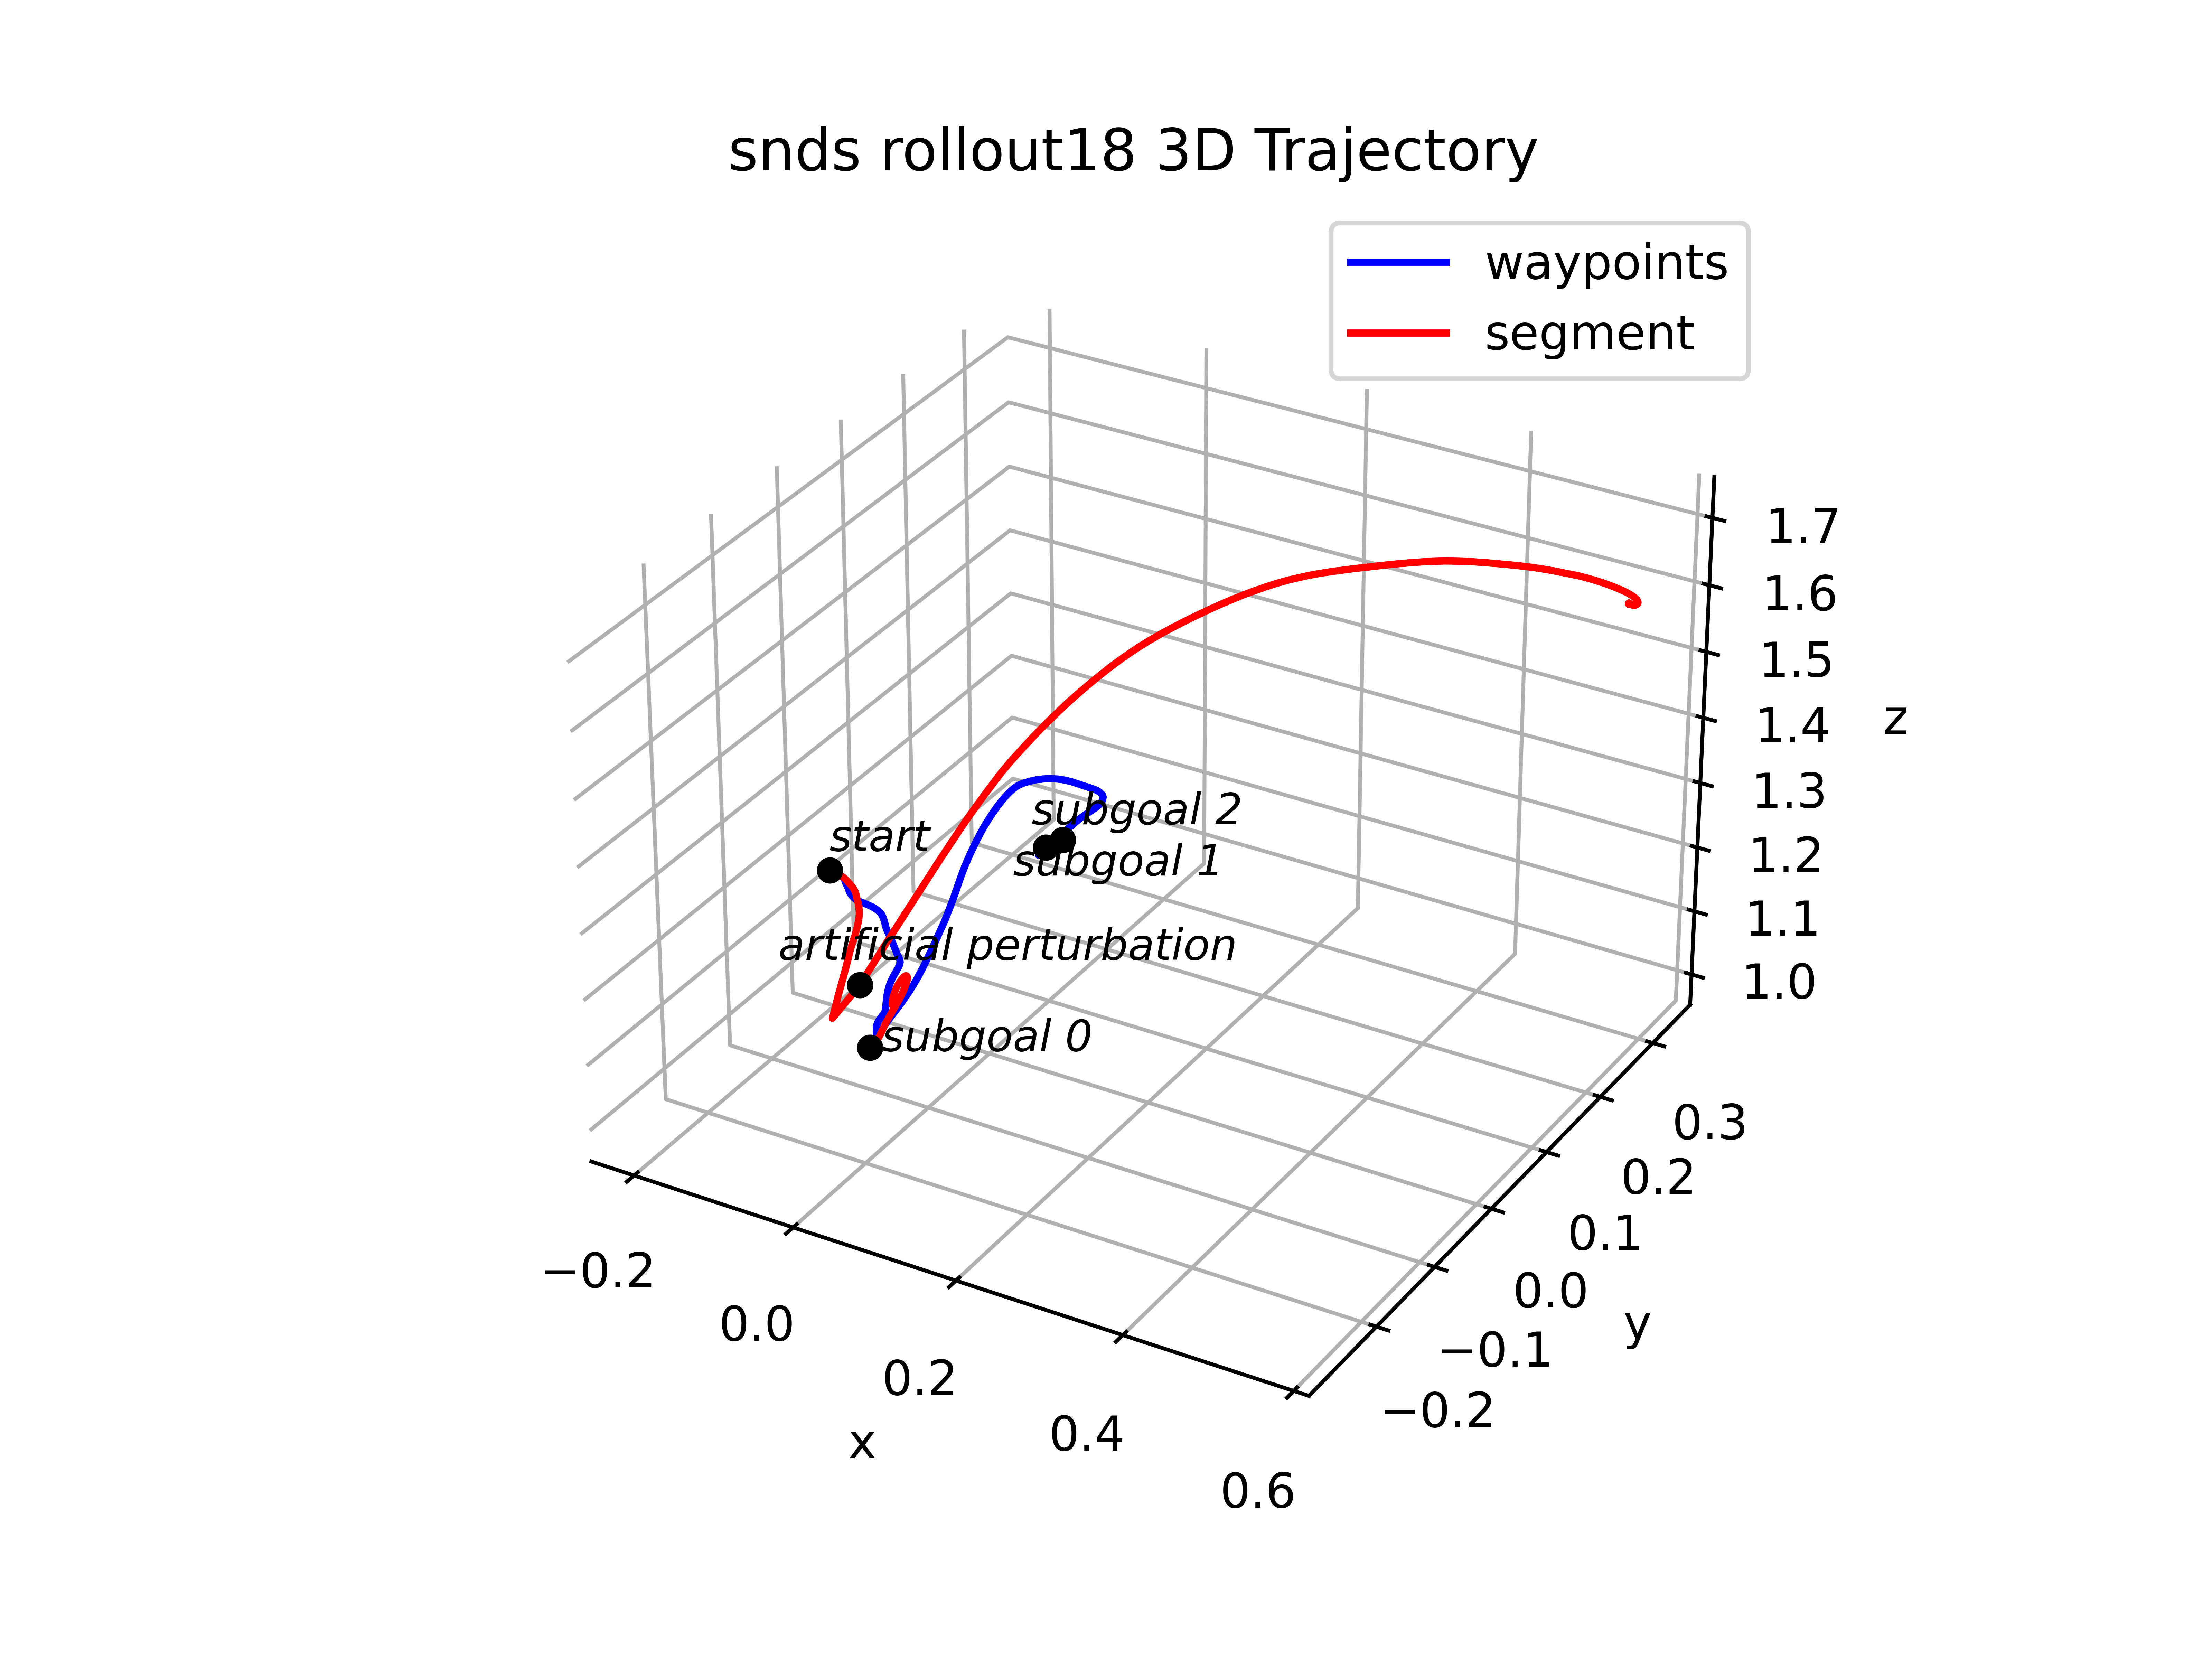 snds rollout18 3D Trajectory
waypoints
segment
1.7
1.6
1.5
z
1.4
1.3
subgoal 2
start
1.2
subgoal 1
1.1
artificial perturbation
1.0
subgoal 0
0.3
0.2
0.1
−0.2
0.0
y
0.0
−0.1
0.2
−0.2
x
0.4
0.6